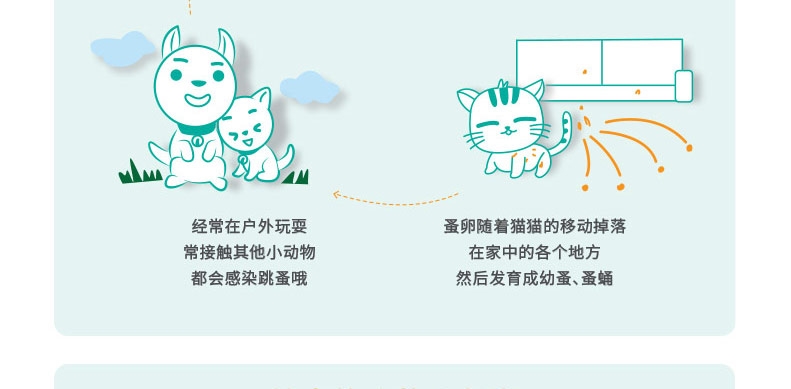 经常在户外玩耍
常接触其他小动物
都会感染跳蚤哦
蚤卵随着猫猫的移动掉落
在家中的各个地方
然后发育成幼蚤、蚤蛹